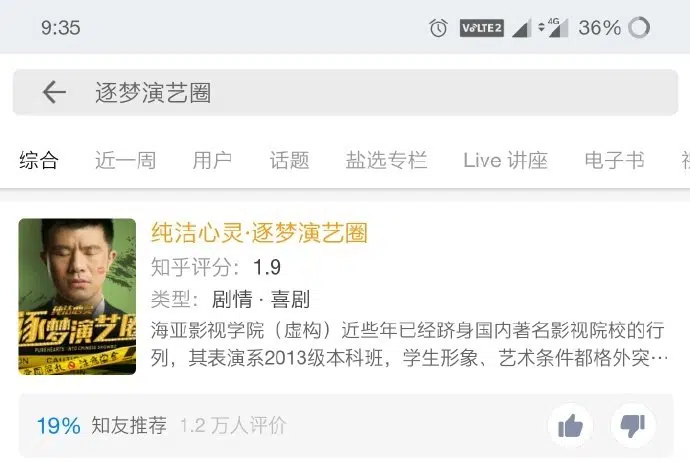 9:35
VoLTE2
4G
36%
逐梦演艺圈
综合 近一周 用户 话题 盐选专栏 Live 讲座 电子书
纯洁心灵·逐梦演艺圈
知乎评分：1.9
类型：剧情 · 喜剧
海亚影视学院（虚构）近些年已经跻身国内著名影视院校的行
列，其表演系2013级本科班，学生形象、艺术条件都格外突…
纯洁心灵
逐梦演艺圈
19% 知友推荐 1.2 万人评价